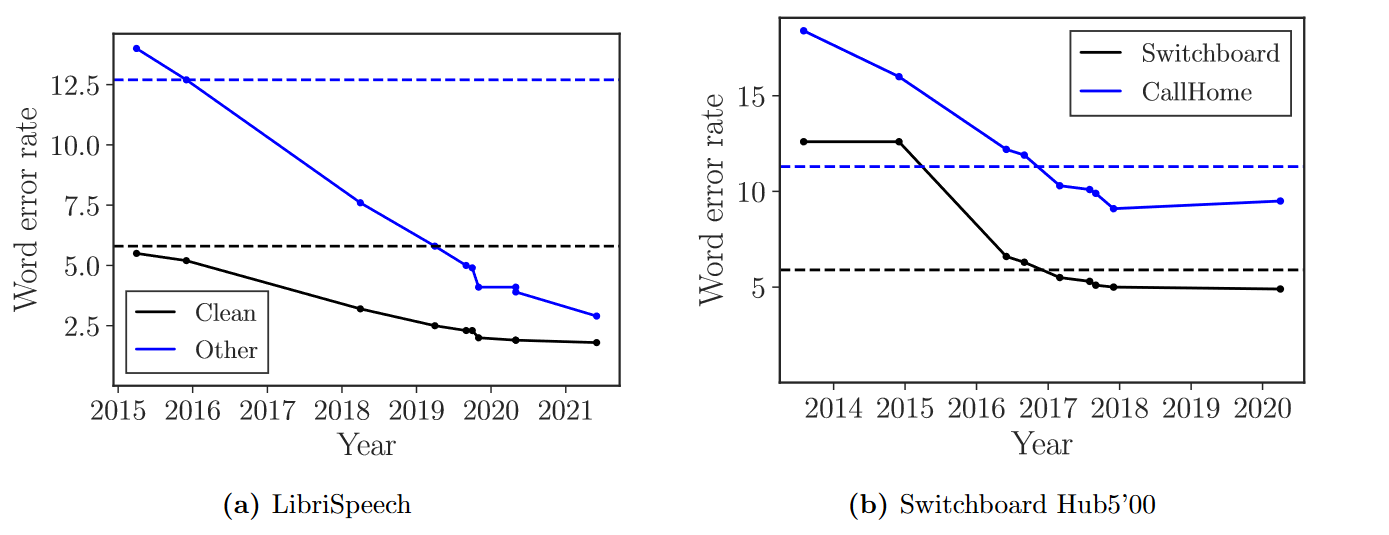 Word error rate
12.5
10.0
7.5
5.0
2.5
Clean
Other
2015 2016 2017 2018 2019 2020 2021
Year
(a) LibriSpeech
Word error rate
15
10
5
Switchboard
CallHome
2014 2015 2016 2017 2018 2019 2020
Year
(b) Switchboard Hub5’00